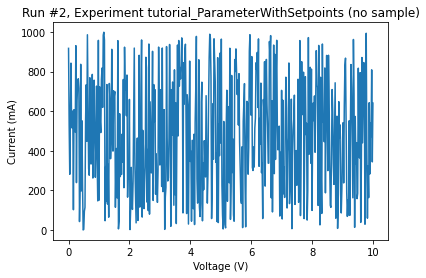 Run #2, Experiment tutorial_ParameterWithSetpoints (no sample)
1000
800
600
400
200
0
Current (mA)
0 2 4 6 8 10
Voltage (V)